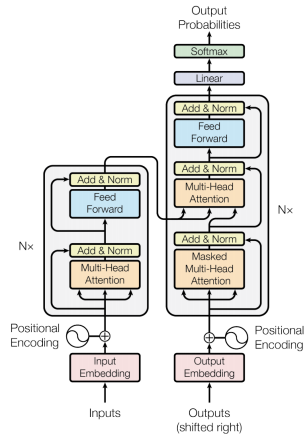 Output
Probabilities
Softmax
Linear
Add & Norm
Feed
Forward
Add & Norm
Multi-Head
Attention
Add & Norm
Masked
Multi-Head
Attention
N×
Add & Norm
Feed
Forward
N×
Add & Norm
Multi-Head
Attention
Positional
Encoding
Positional
Encoding
Input
Embedding
Output
Embedding
Inputs
Outputs
(shifted right)